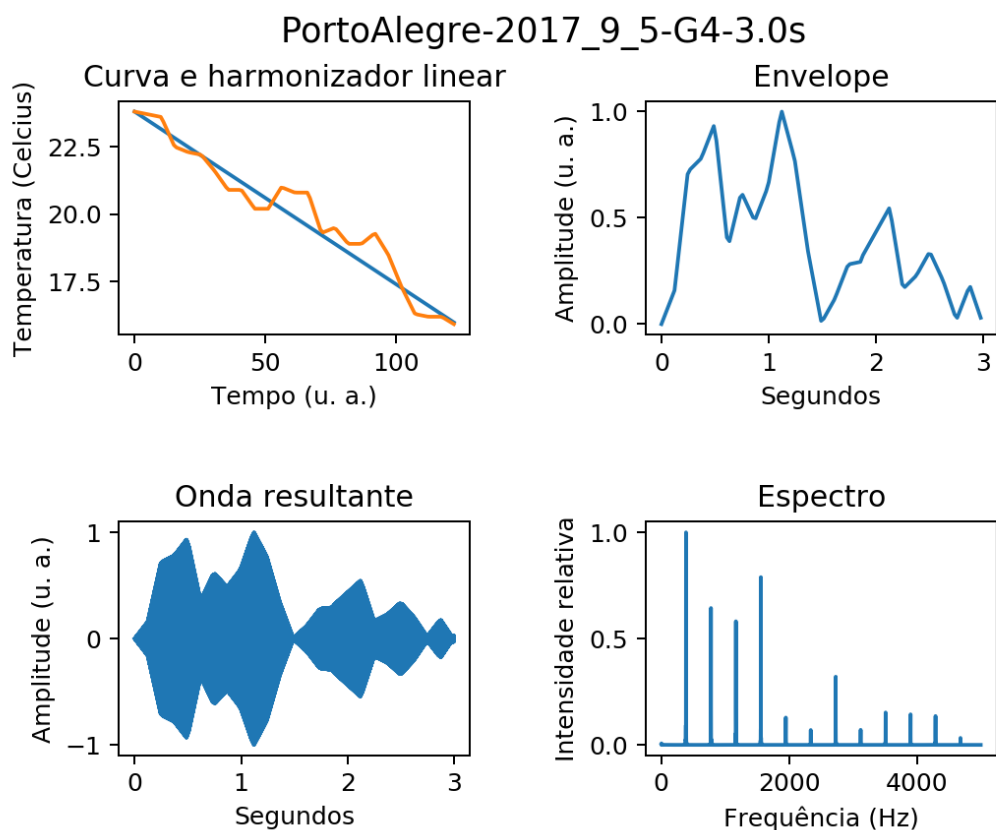 PortoAlegre-2017_9_5-G4-3.0s
Curva e harmonizador linear
Temperatura (Celcius)
22.5
20.0
17.5
0 50 100
Tempo (u. a.)
Envelope
Amplitude (u. a.)
1.0
0.5
0.0
0 1 2 3
Segundos
Onda resultante
Amplitude (u. a.)
1
0
−1
0 1 2 3
Segundos
Espectro
Intensidade relativa
1.0
0.5
0.0
0 2000 4000
Frequência (Hz)